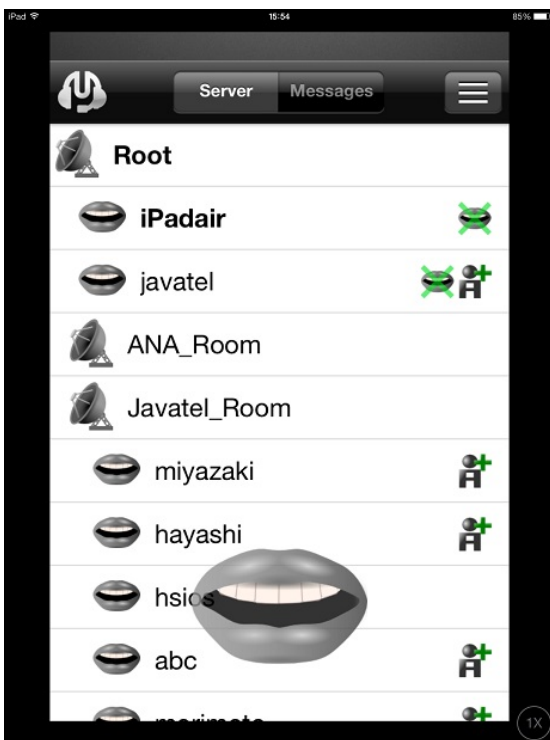 iPad 15:54 85%
Server Messages
Root
iPadair
javatel
ANA_Room
Javatel_Room
miyazaki
hayashi
hsios
abc
1X